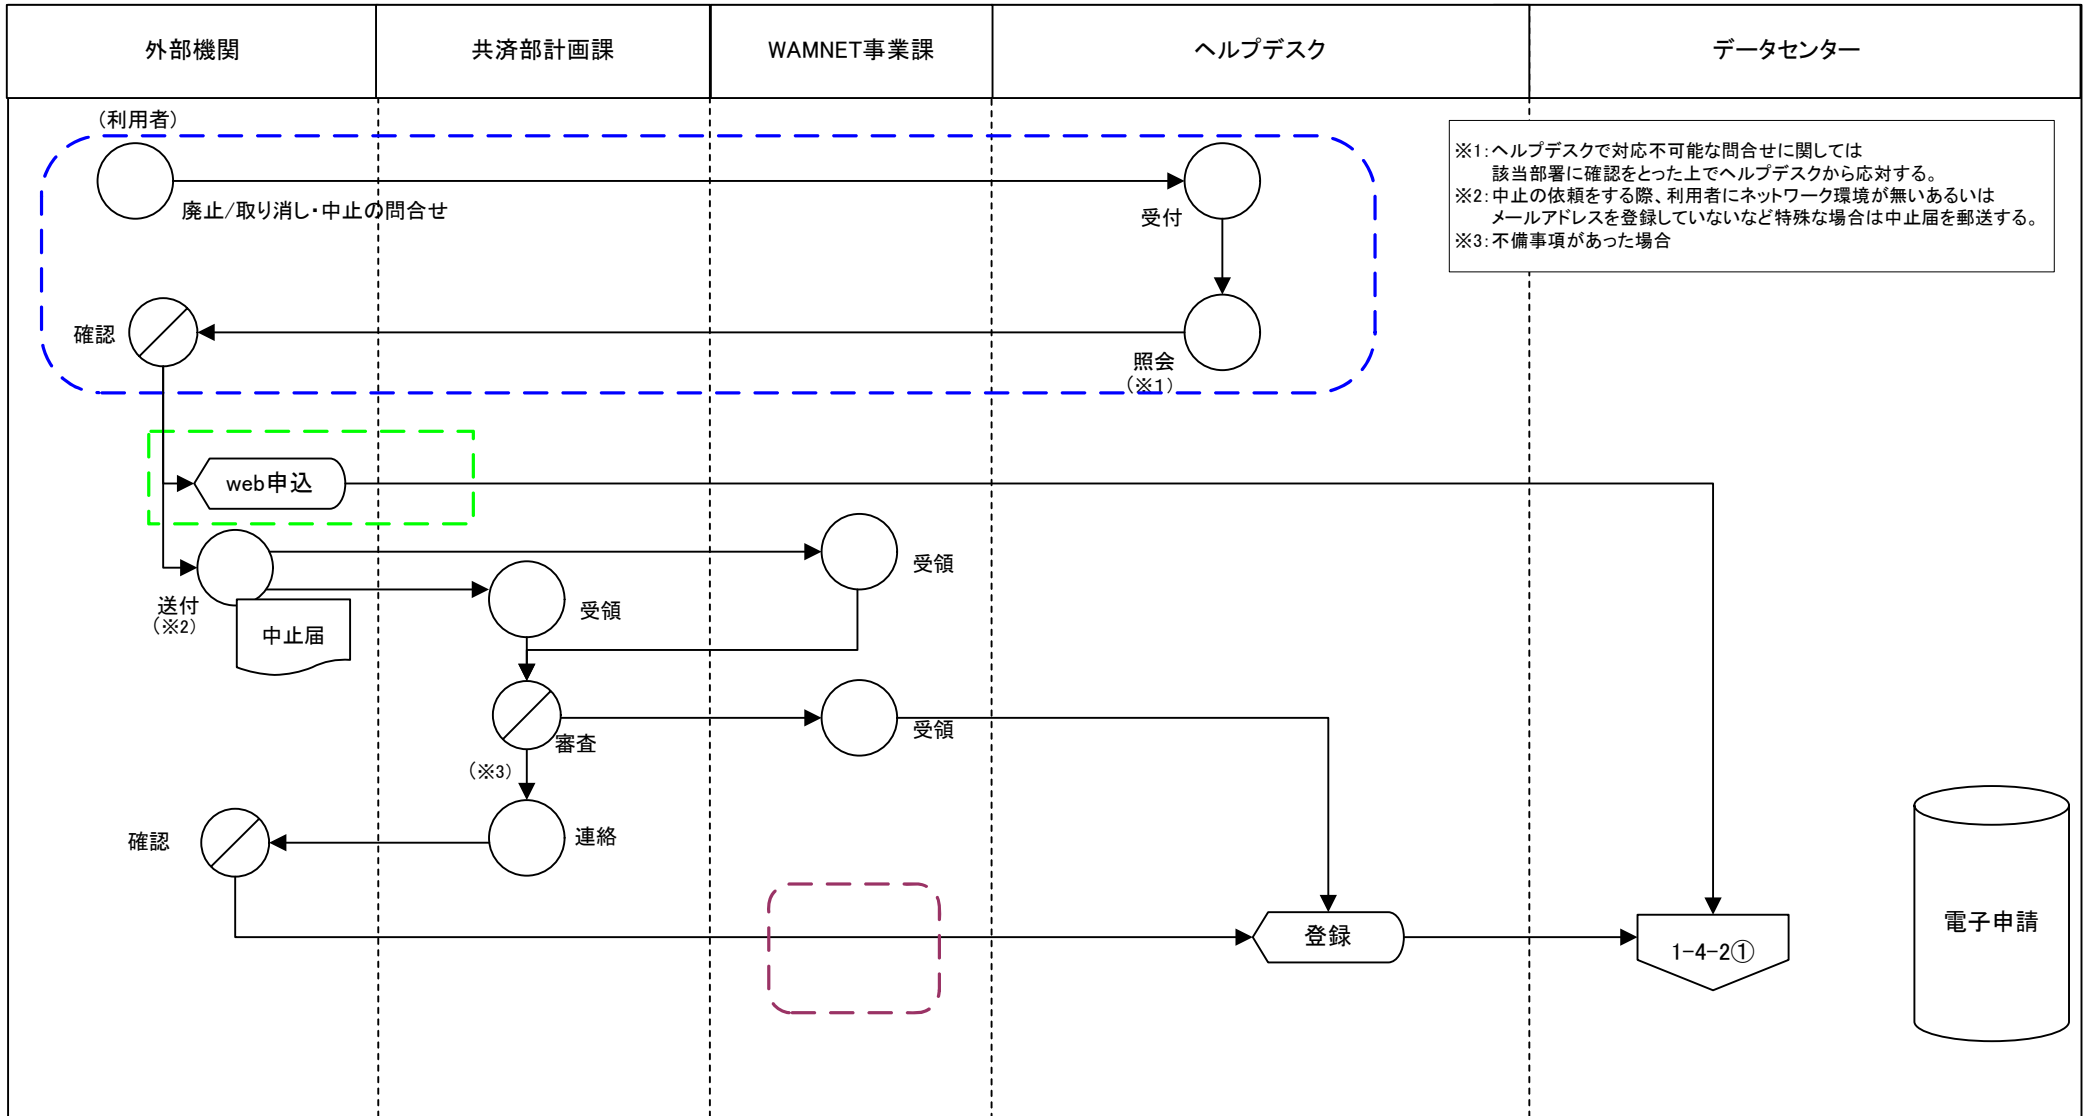 外部機関
共済部計画課
WAMNET事業課
ヘルプデスク
データセンター
(利用者)
廃止/取り消し・中止の問合せ
受付
※1:ヘルプデスクで対応不可能な問合せに関しては
該当部署に確認をとった上でヘルプデスクから応対する。
※2:中止の依頼をする際、利用者にネットワーク環境が無いあるいは
メールアドレスを登録していないなど特殊な場合は中止届を郵送する。
※3:不備事項があった場合
確認
照会
(※1)
web申込
受領
送付
(※2)
中止届
受領
審査
受領
(※3)
確認
連絡
登録
1-4-2①
電子申請